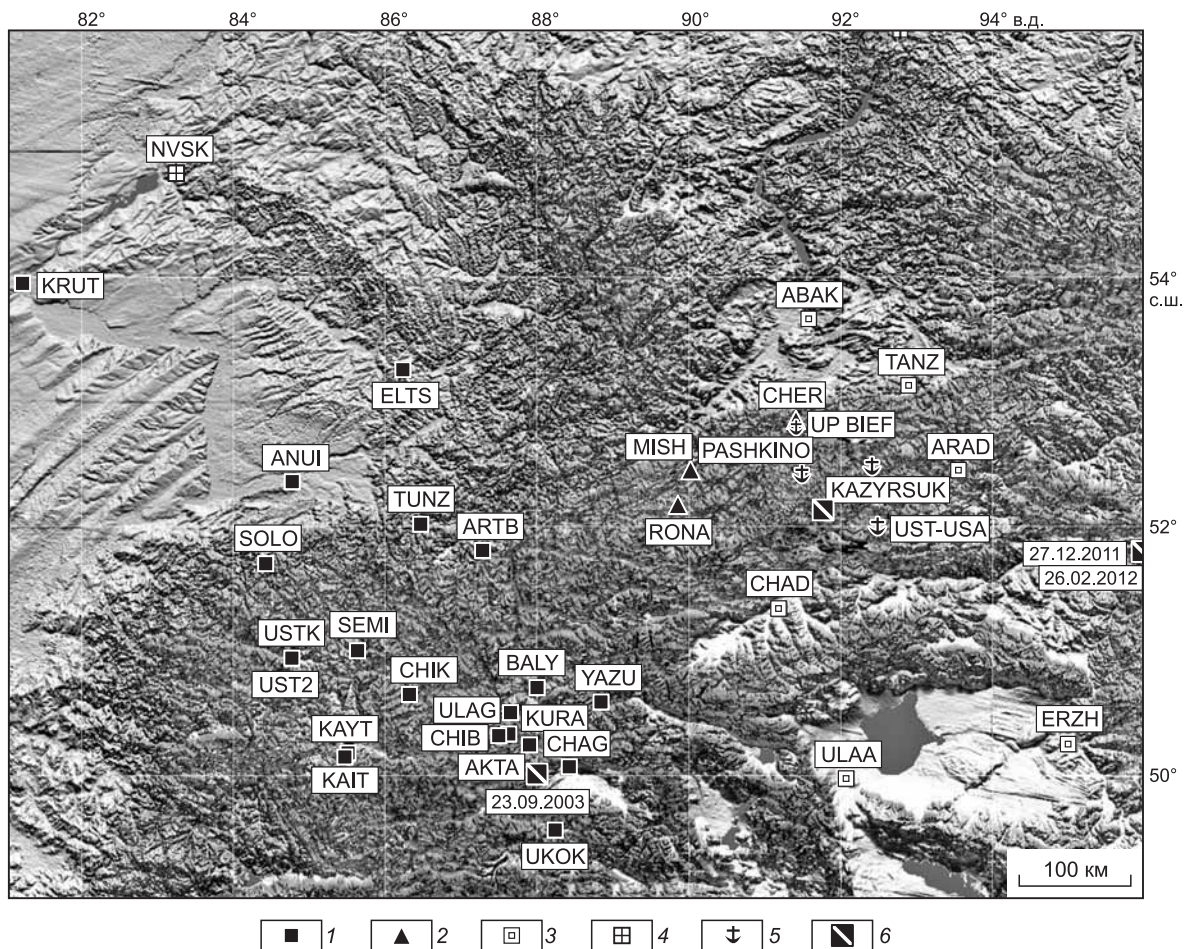 82° 84° 86° 88° 90° 92° 94° в.д.
NVSK
54°
с.ш.
KRUT
ABAK
TANZ
ELTS
CHER
UP BIEF
MISH PASHKINO ARAD
ANUI
KAZYRSUK
TUNZ
ARTB
RONA
UST-USA
52°
SOLO
27.12.2011
26.02.2012
CHAD
USTK SEMI
UST2
CHIK BALY YAZU
ULAG KURA
KAYT CHIB CHAG
ERZH
KAIT AKTA
ULAA
50°
23.09.2003
UKOK
100 км
1 2 3 4 5 6